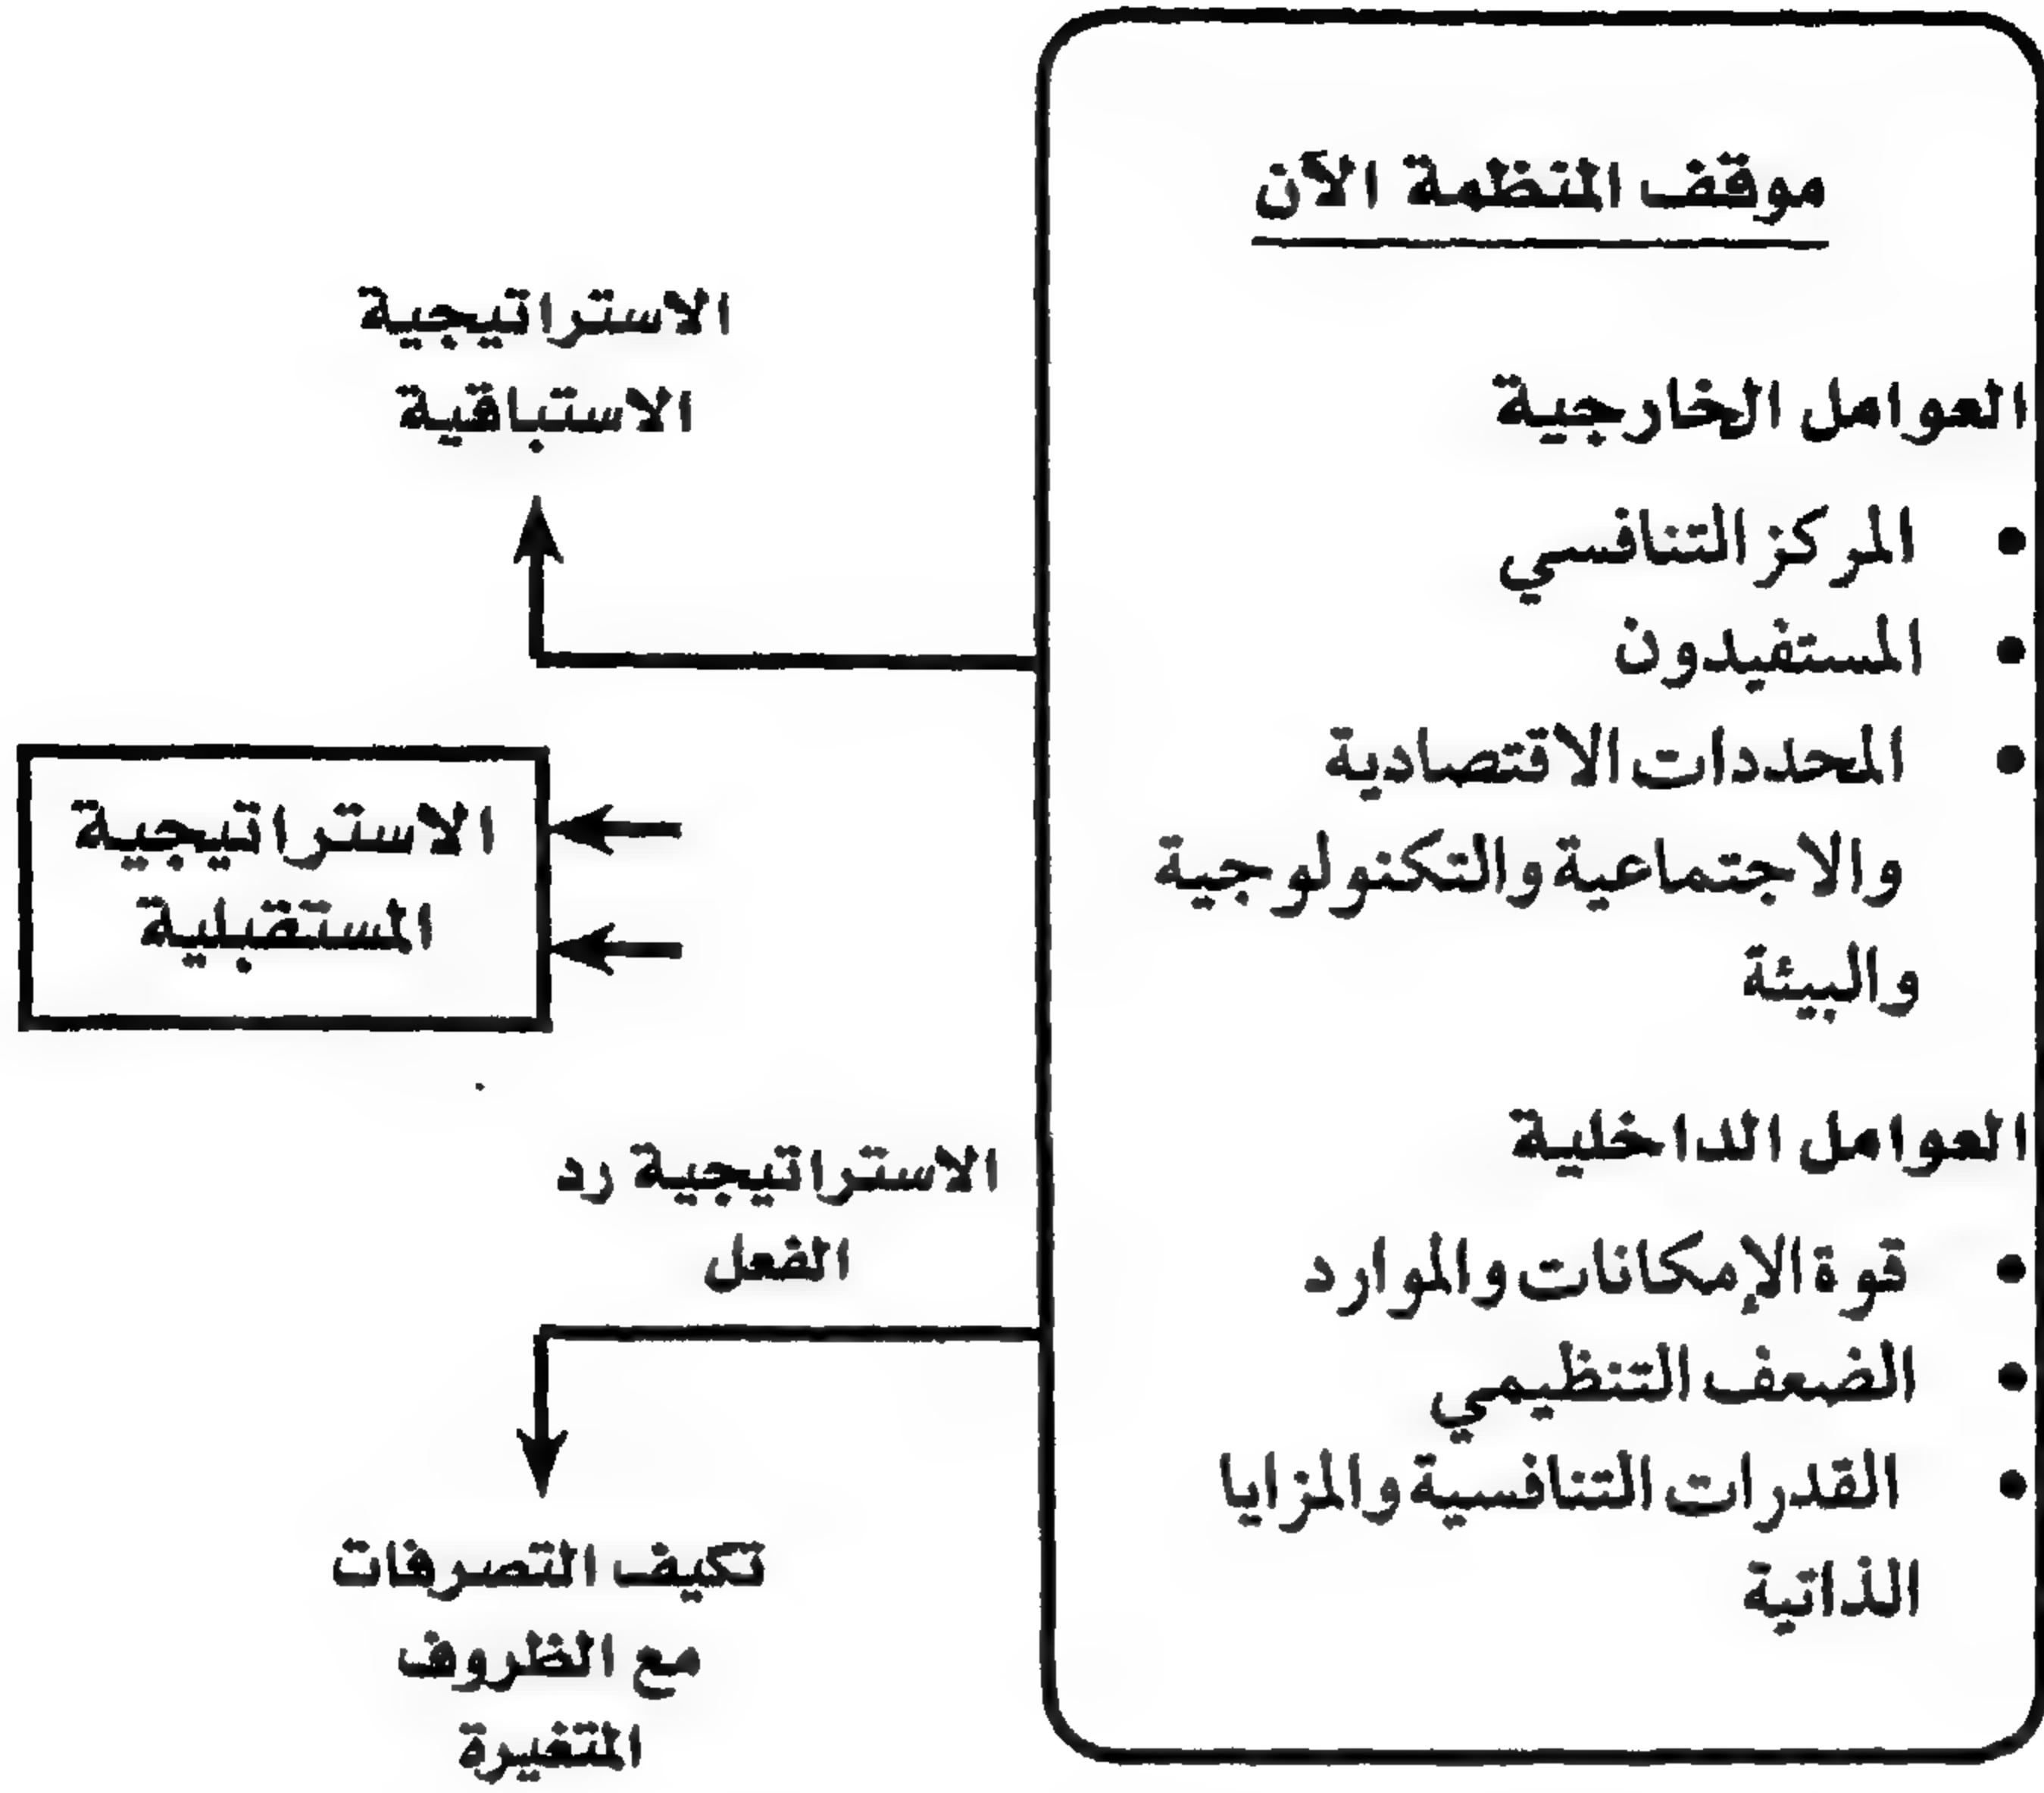 موقف المنظمة الآن
العوامل الخارجية
• المركز التنافسي
• المستفيدون
• المحددات الاقتصادية
والاجتماعية والتكنولوجية
والبيئة
العوامل الداخلية
• قوة الإمكانات والموارد
• الضعف التنظيمي
• القدرات التنافسية والمزايا
الذاتية
الاستراتيجية
الاستباقية
الاستراتيجية
المستقبلية
الاستراتيجية رد
الفعل
تكيف التصرفات
مع الظروف
المتغيرة